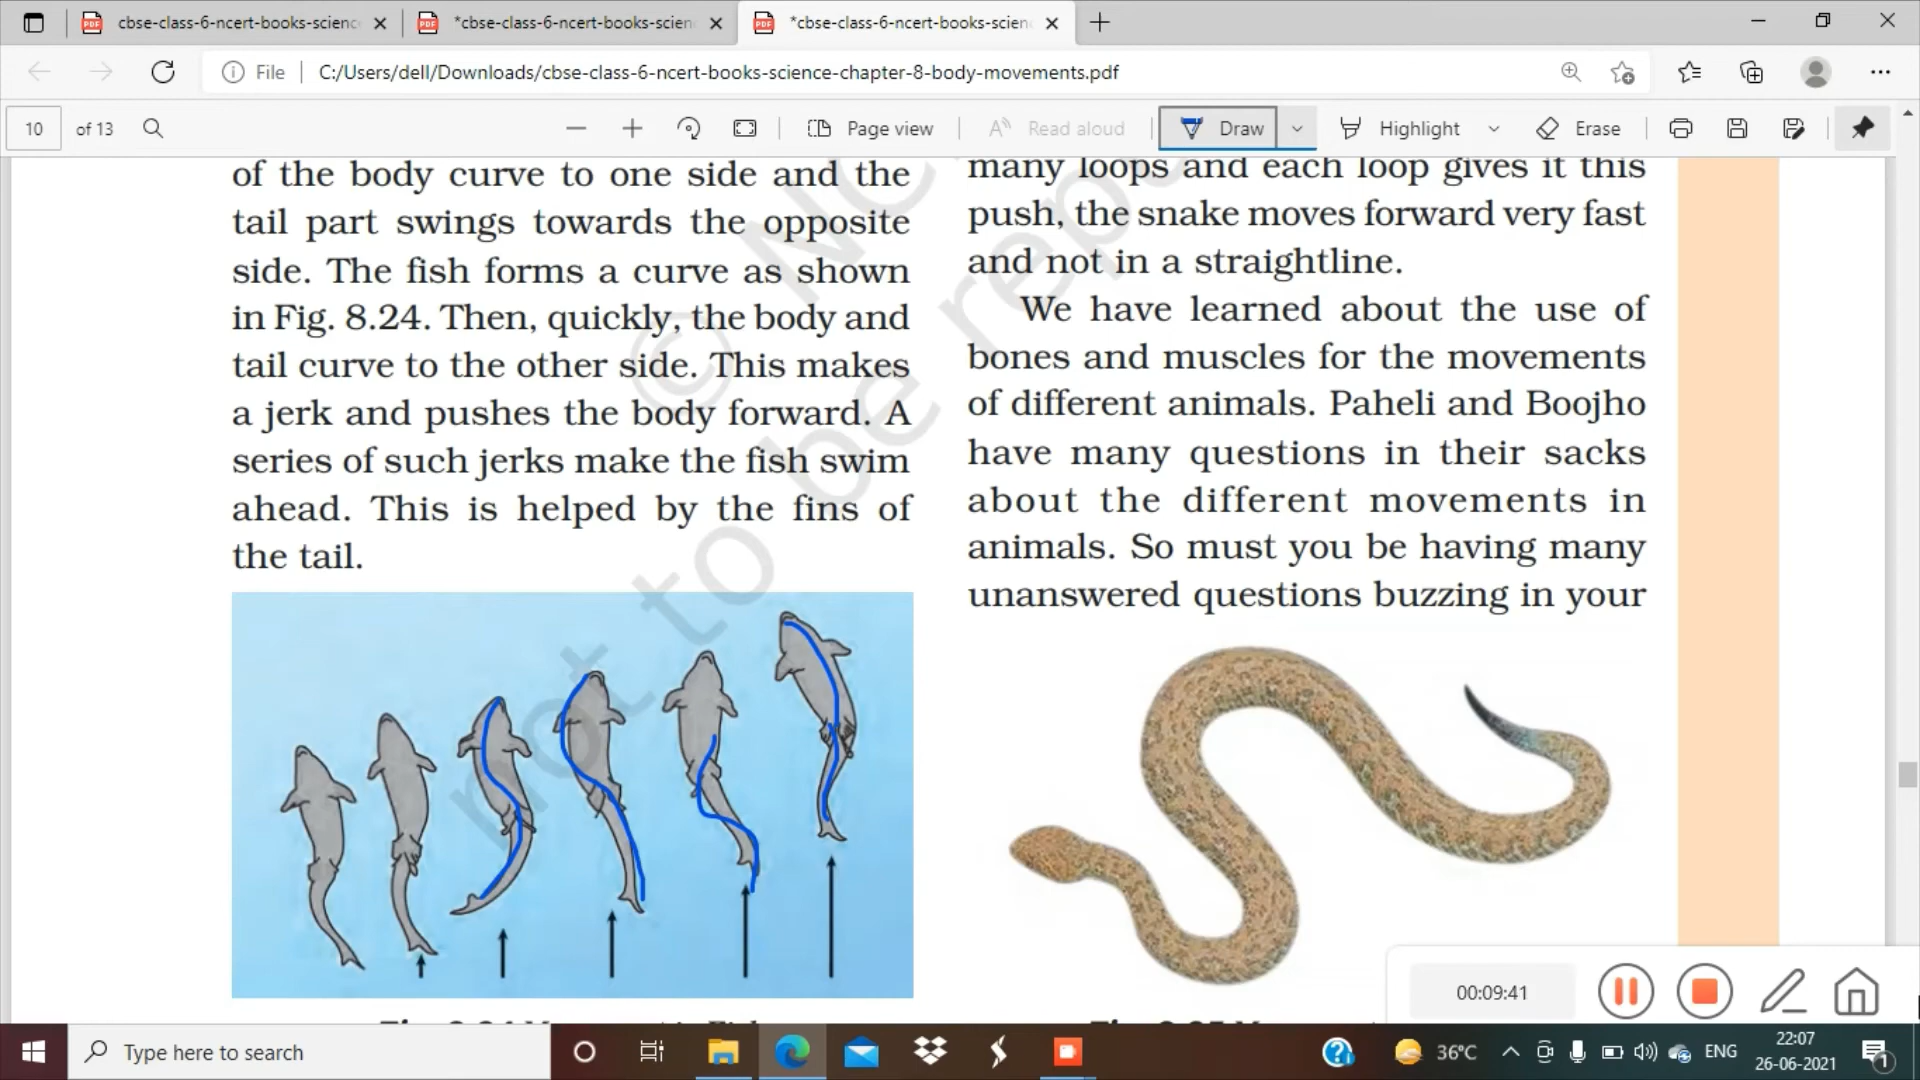 cbse-class-6-ncert-books-scienc
*cbse-class-6-ncert-books-scien
*cbse-class-6-ncert-books-scien
File
C:/Users/dell/Downloads/cbse-class-6-ncert-books-science-chapter-8-body-movements.pdf
10 of 13
Page view
Read aloud
Draw
Highlight
Erase
of the body curve to one side and the
tail part swings towards the opposite
side. The fish forms a curve as shown
in Fig. 8.24. Then, quickly, the body and
tail curve to the other side. This makes
a jerk and pushes the body forward. A
series of such jerks make the fish swim
ahead. This is helped by the fins of
the tail.
many loops and each loop gives it this
push, the snake moves forward very fast
and not in a straightline.
We have learned about the use of
bones and muscles for the movements
of different animals. Paheli and Boojho
have many questions in their sacks
about the different movements in
animals. So must you be having many
unanswered questions buzzing in your
not to be rep
© NC
00:09:41
Type here to search
36°C
ENG
22:07
26-06-2021
1